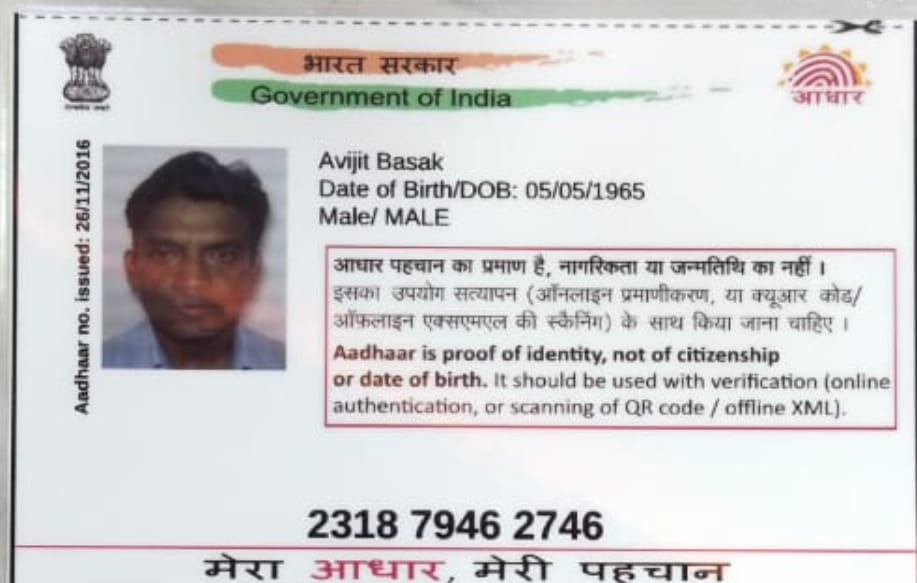 भारत सरकार
Government of India
आधार
Aadhaar no. issued: 26/11/2016
Avijit Basak
Date of Birth/DOB: 05/05/1965
Male/ MALE
आधार पहचान का प्रमाण है, नागरिकता या जन्मतिथि का नहीं ।
इसका उपयोग सत्यापन (ऑनलाइन प्रमाणीकरण, या क्यूआर कोड/
ऑफ़लाइन एक्सएमएल की स्कैनिंग) के साथ किया जाना चाहिए ।
Aadhaar is proof of identity, not of citizenship
or date of birth. It should be used with verification (online
authentication, or scanning of QR code / offline XML).
2318 7946 2746
मेरा आधार, मेरी पहचान